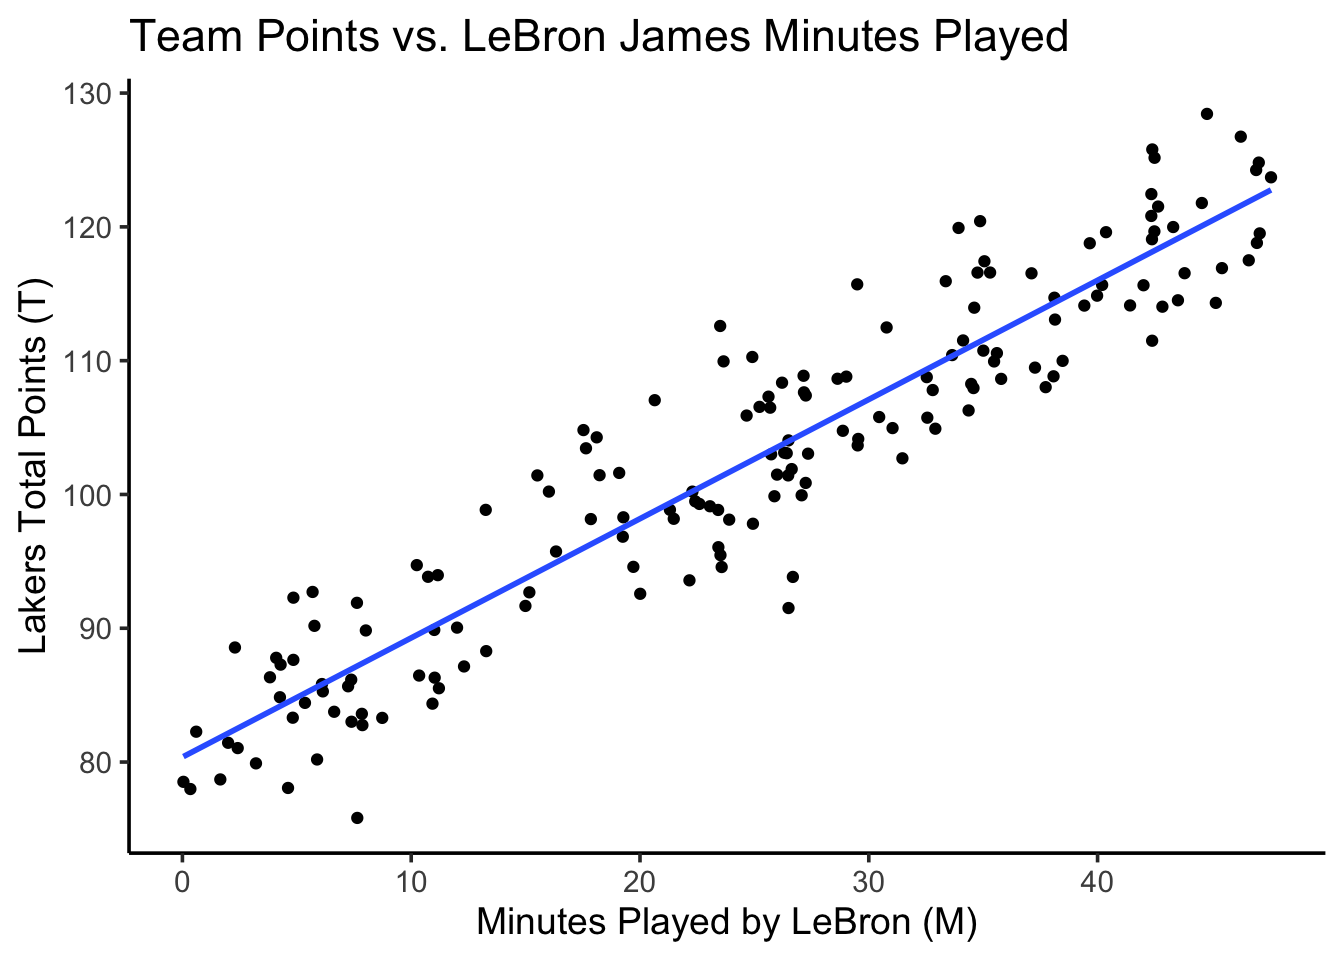 Team Points vs. LeBron James Minutes Played
Lakers Total Points (T)
130
120
110
100
90
80
0 10 20 30 40
Minutes Played by LeBron (M)